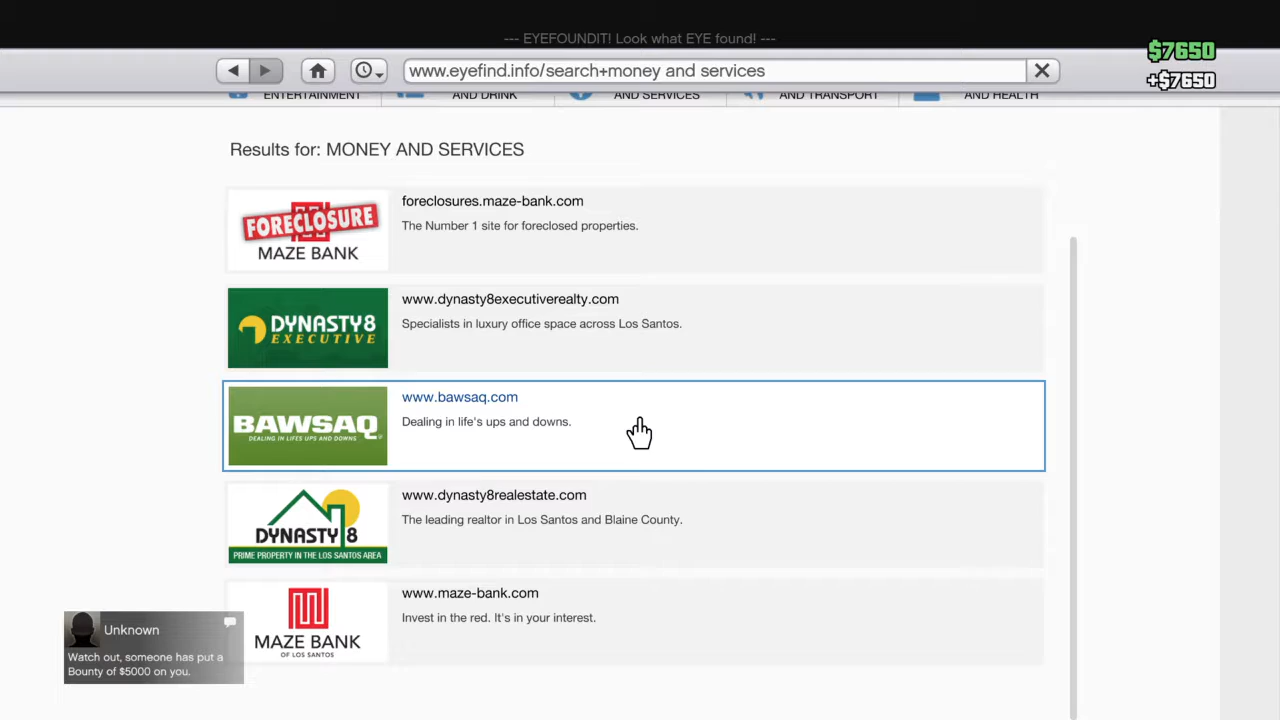 --- EYEFOUNDIT! Look what EYE found! ---
$7650
www.eyefind.info/search+money and services
+$7650
ENTERTAINMENT
AND DRINK
AND SERVICES
AND TRANSPORT
AND HEALTH
Results for: MONEY AND SERVICES
FORECLOSURE
MAZE BANK
foreclosures.maze-bank.com
The Number 1 site for foreclosed properties.
DYNASTY8
EXECUTIVE
www.dynasty8executiverealty.com
Specialists in luxury office space across Los Santos.
BAWSAQ
DEALING IN LIFES UPS AND DOWNS
www.bawsaq.com
Dealing in life's ups and downs.
DYNASTY 8
PRIME PROPERTY IN THE LOS SANTOS AREA
www.dynasty8realestate.com
The leading realtor in Los Santos and Blaine County.
MAZE BANK
OF LOS SANTOS
www.maze-bank.com
Invest in the red. It's in your interest.
Unknown
Watch out, someone has put a
Bounty of $5000 on you.